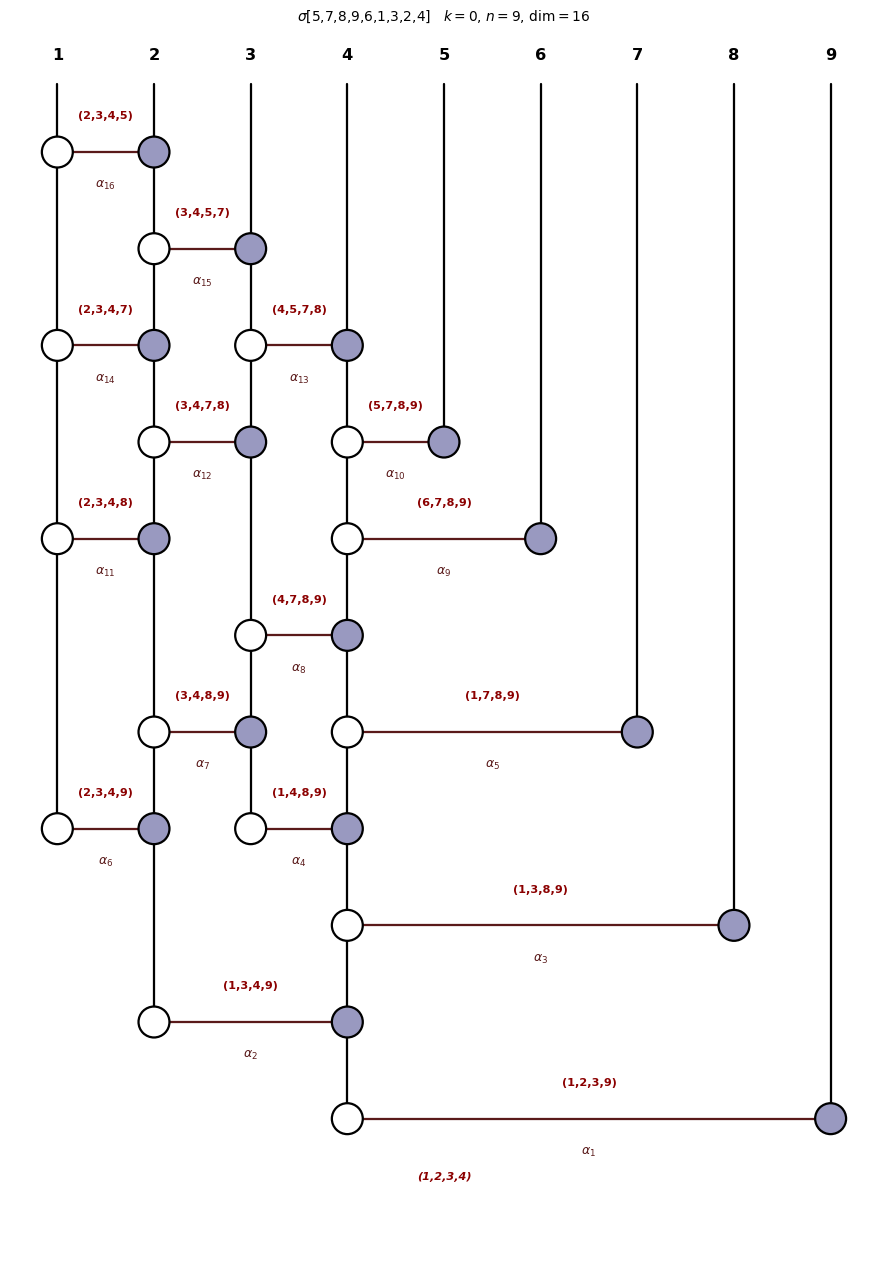 σ[5,7,8,9,6,1,3,2,4]   k = 0, n = 9, dim = 16
1 2 3 4 5 6 7 8 9
(2,3,4,5)
α₁₆
(3,4,5,7)
α₁₅
(2,3,4,7) (4,5,7,8)
α₁₄ α₁₃
(3,4,7,8) (5,7,8,9)
α₁₂ α₁₀
(2,3,4,8) (6,7,8,9)
α₁₁ α₉
(4,7,8,9)
α₈
(3,4,8,9) (1,7,8,9)
α₇ α₅
(2,3,4,9) (1,4,8,9)
α₆ α₄
(1,3,8,9)
α₃
(1,3,4,9)
α₂
(1,2,3,9)
α₁
(1,2,3,4)